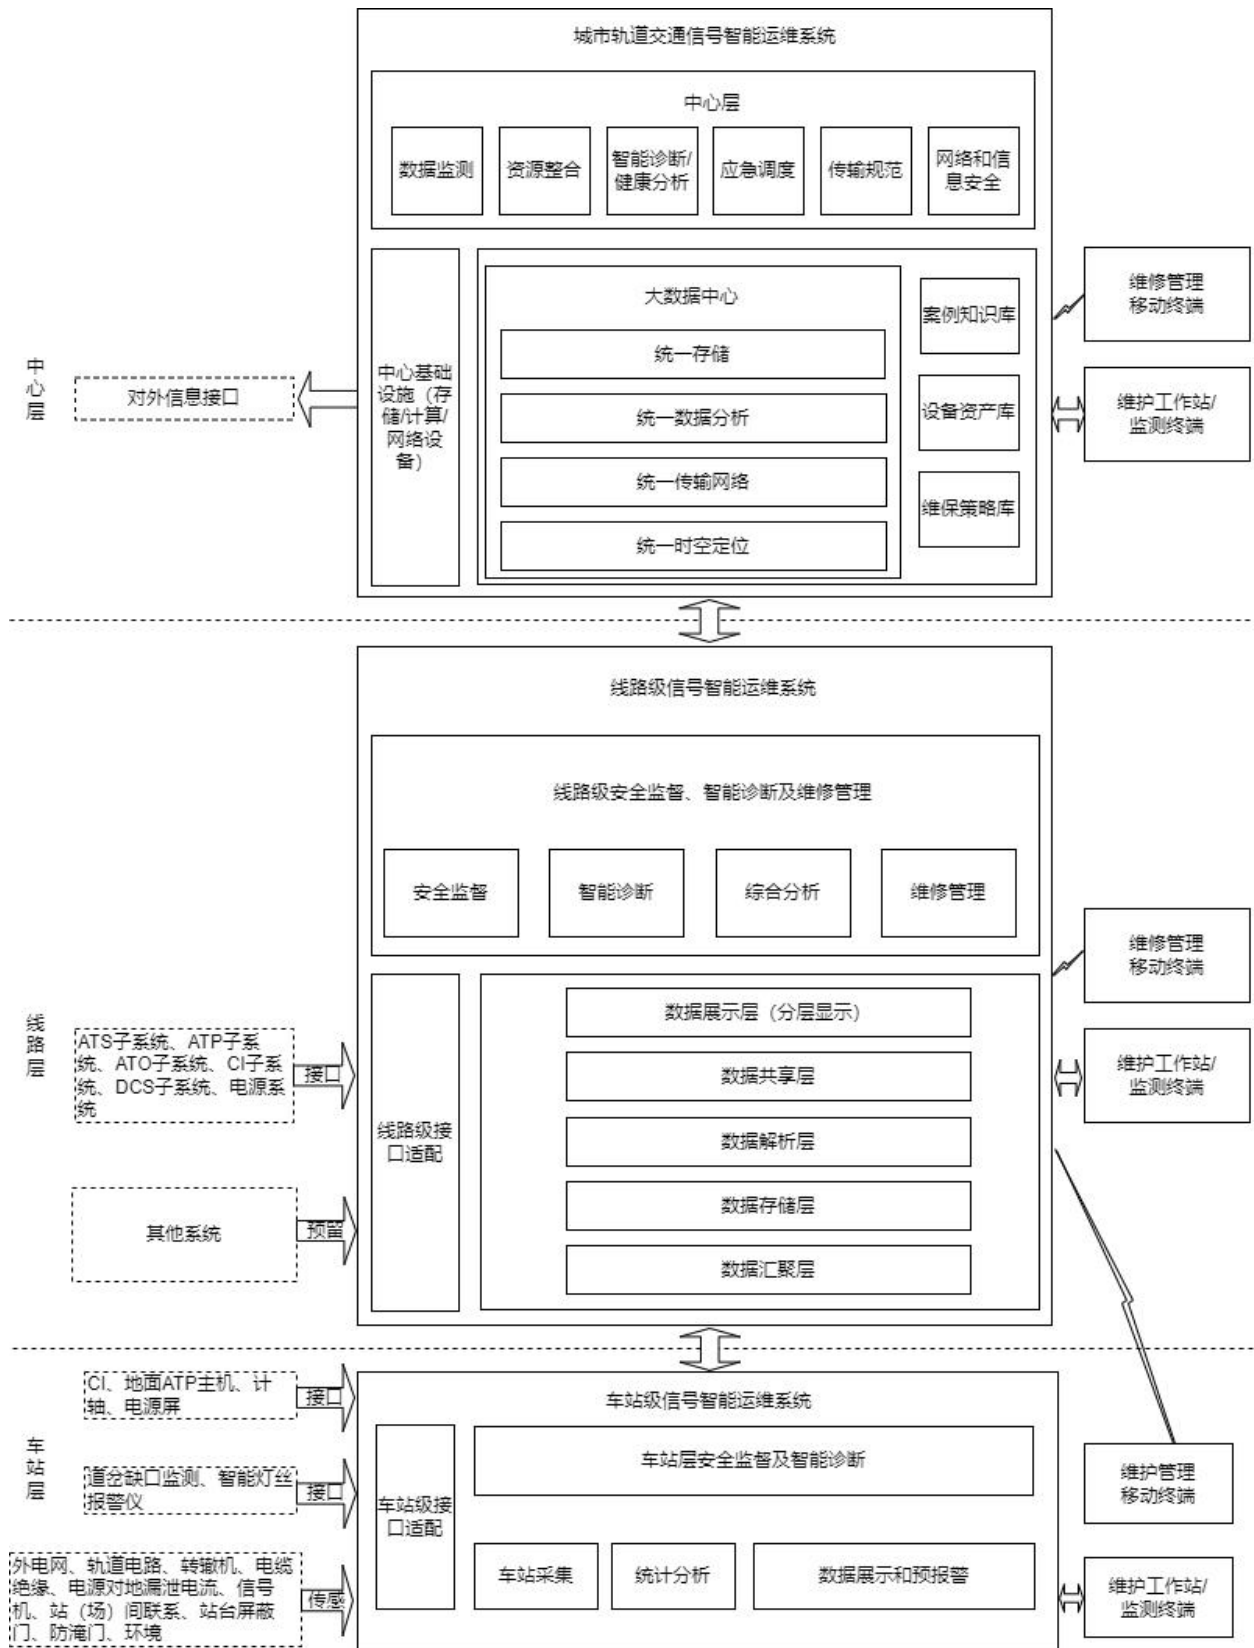 城市轨道交通信号智能运维系统
中心层
数据监测
资源整合
智能诊断/
健康分析
应急调度
传输规范
网络和信
息安全
中
心
层
对外信息接口
中心基础
设施（存
储/计算/
网络设
备）
大数据中心
统一存储
统一数据分析
统一传输网络
统一时空定位
案例知识库
设备资产库
维保策略库
维修管理
移动终端
维护工作站/
监测终端
线路级信号智能运维系统
线路级安全监督、智能诊断及维修管理
安全监督
智能诊断
综合分析
维修管理
线
路
层
ATS子系统、ATP子系
统、ATO子系统、CI子系
统、DCS子系统、电源系
统
接口
其他系统
预留
线路级接
口适配
数据展示层（分层显示）
数据共享层
数据解析层
数据存储层
数据汇聚层
维修管理
移动终端
维护工作站/
监测终端
车
站
层
CI、地面ATP主机、计
轴、电源屏
接口
道岔缺口监测、智能灯丝
报警仪
接口
外电网、轨道电路、转辙机、电缆
绝缘、电源对地漏泄电流、信号
机、站（场）间联系、站台屏蔽
门、防淹门、环境
传感
车站级信号智能运维系统
车站级接
口适配
车站层安全监督及智能诊断
车站采集
统计分析
数据展示和预报警
维护管理
移动终端
维护工作站/
监测终端